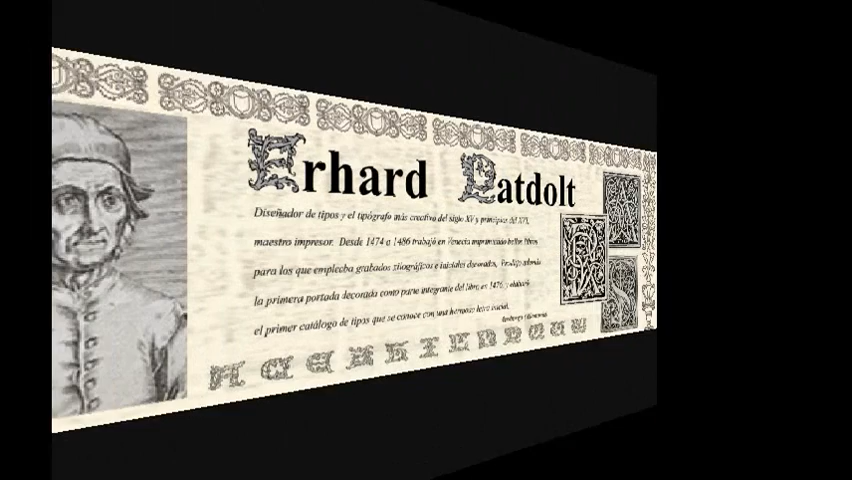 Erhard Ratdolt
Diseñador de tipos y el tipógrafo más creativo del siglo XV y principios del XVI,
maestro impresor. Desde 1474 a 1486 trabajó en Venecia imprimiendo bellos libros
para los que empleaba grabados xilográficos e iniciales decoradas. Produjo además
la primera portada decorada como parte integrante del libro, en 1476, y elaboró
el primer catálogo de tipos que se conoce con una hermosa letra inicial.